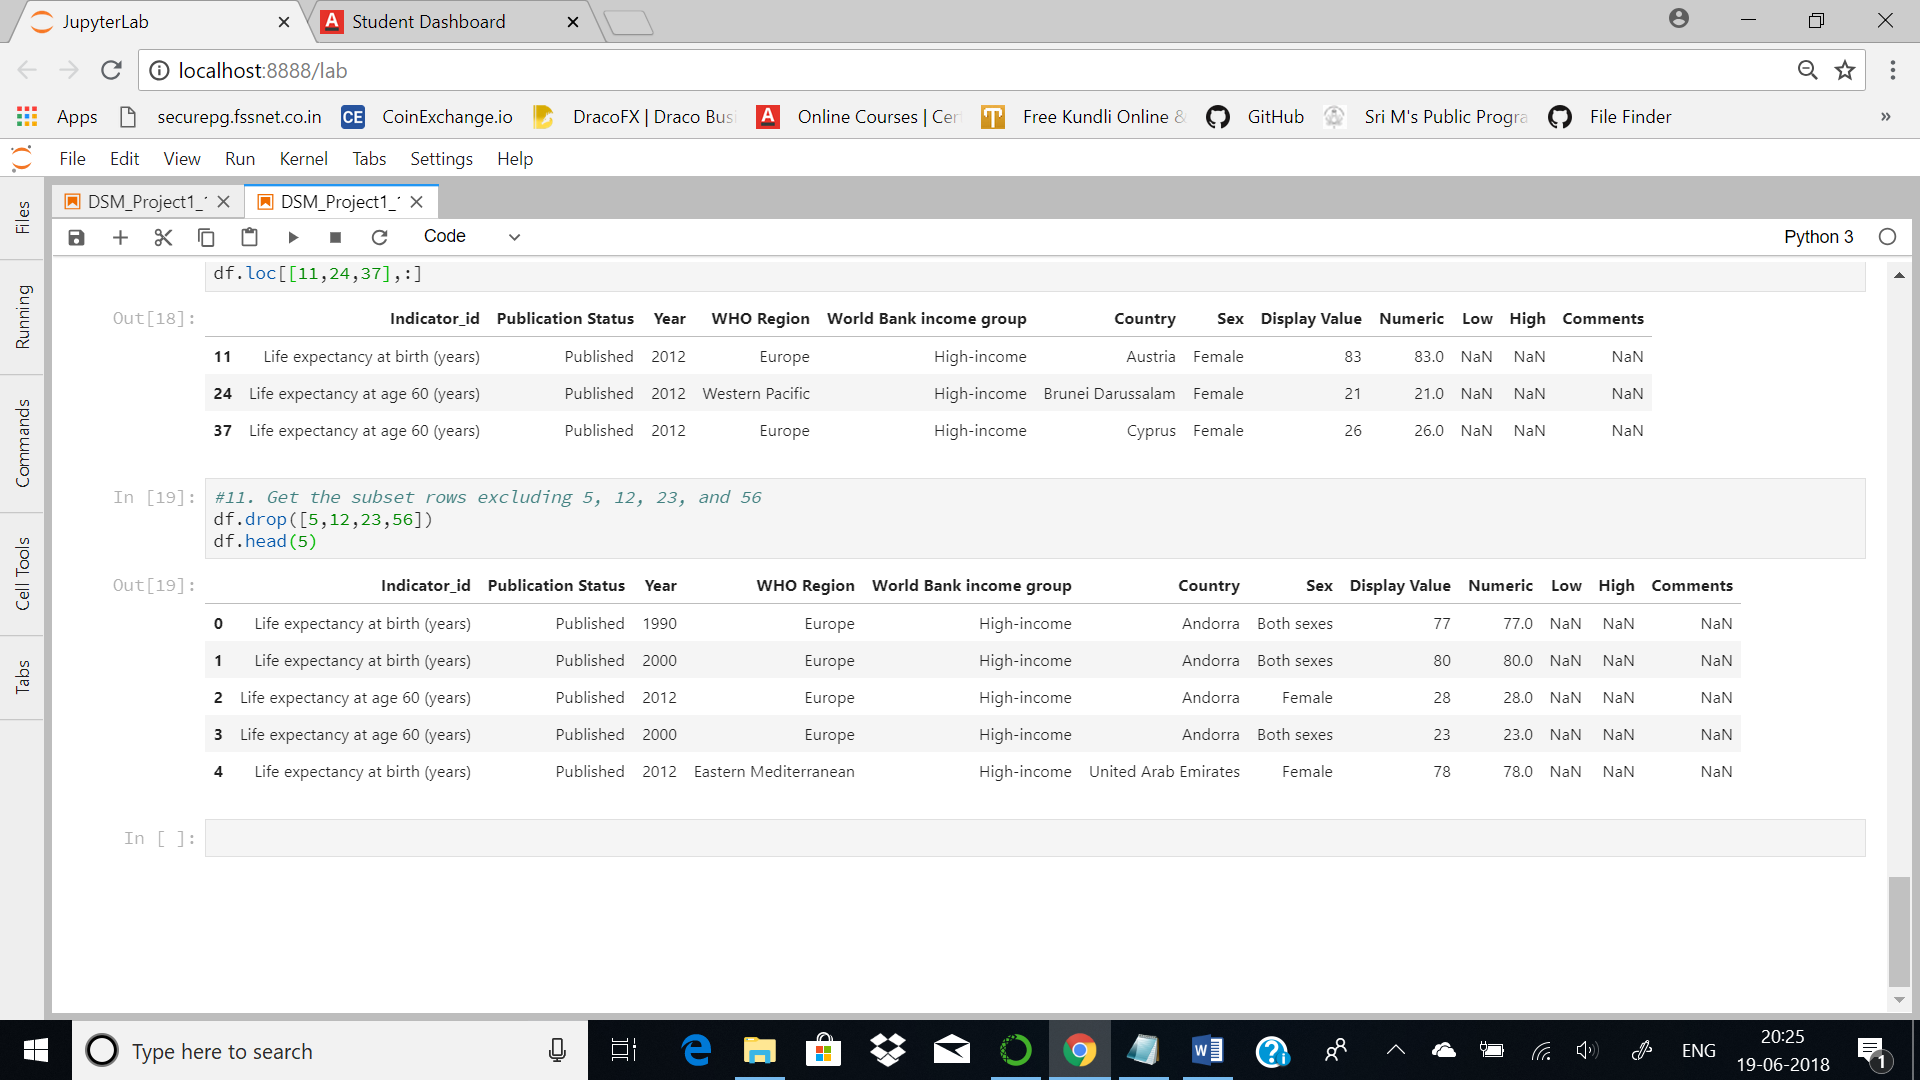 JupyterLab
Student Dashboard
localhost:8888/lab
Apps securepg.fssnet.co.in CE CoinExchange.io DracoFX | Draco Busi Online Courses | Cer Free Kundli Online & GitHub Sri M's Public Progra File Finder »
File Edit View Run Kernel Tabs Settings Help
Files
Running
Commands
Cell Tools
Tabs
DSM_Project1_
DSM_Project1_
Code
Python 3
df.loc[[11,24,37],:]
Out[18]:
Indicator_id Publication Status Year WHO Region World Bank income group Country Sex Display Value Numeric Low High Comments
11 Life expectancy at birth (years) Published 2012 Europe High-income Austria Female 83 83.0 NaN NaN NaN
24 Life expectancy at age 60 (years) Published 2012 Western Pacific High-income Brunei Darussalam Female 21 21.0 NaN NaN NaN
37 Life expectancy at age 60 (years) Published 2012 Europe High-income Cyprus Female 26 26.0 NaN NaN NaN
In [19]:
#11. Get the subset rows excluding 5, 12, 23, and 56
df.drop([5,12,23,56])
df.head(5)
Out[19]:
Indicator_id Publication Status Year WHO Region World Bank income group Country Sex Display Value Numeric Low High Comments
0 Life expectancy at birth (years) Published 1990 Europe High-income Andorra Both sexes 77 77.0 NaN NaN NaN
1 Life expectancy at birth (years) Published 2000 Europe High-income Andorra Both sexes 80 80.0 NaN NaN NaN
2 Life expectancy at age 60 (years) Published 2012 Europe High-income Andorra Female 28 28.0 NaN NaN NaN
3 Life expectancy at age 60 (years) Published 2000 Europe High-income Andorra Both sexes 23 23.0 NaN NaN NaN
4 Life expectancy at birth (years) Published 2012 Eastern Mediterranean High-income United Arab Emirates Female 78 78.0 NaN NaN NaN
In [ ]:
Type here to search
ENG
20:25
19-06-2018
1